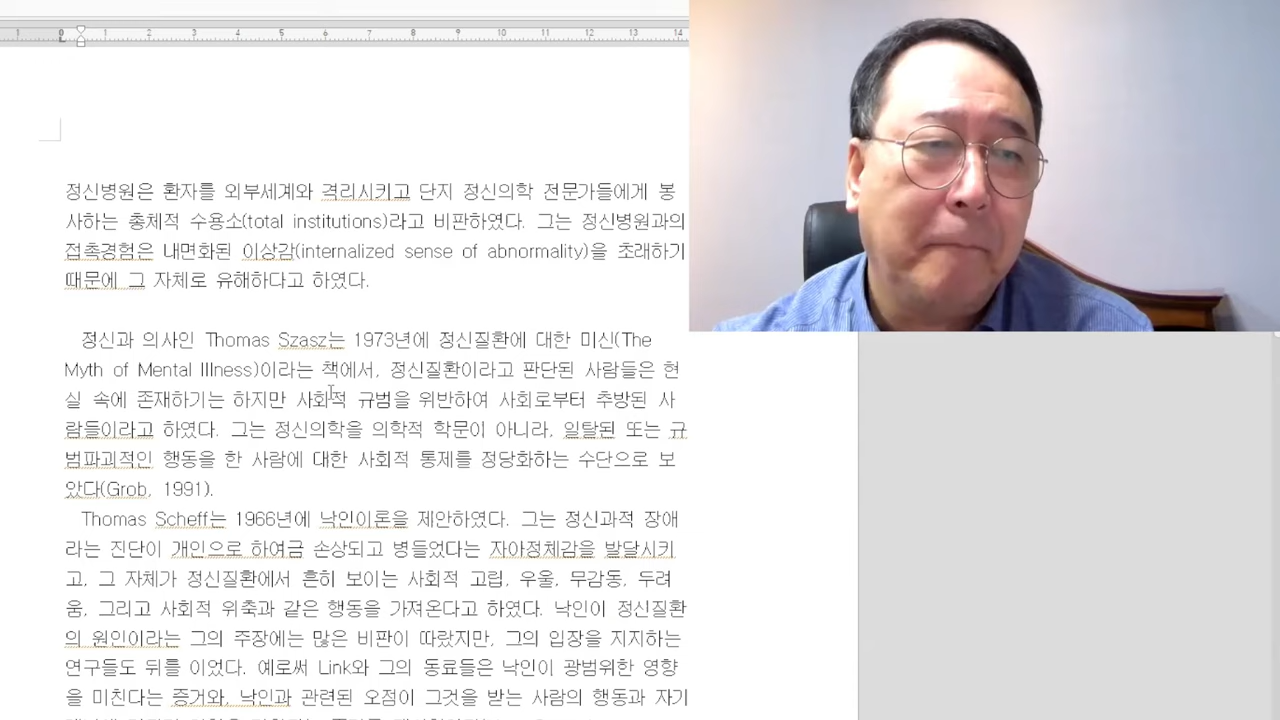 1 0 1 2 3 4 5 6 7 8 9 10 11 12 13 14
정신병원은 환자를 외부세계와 격리시키고 단지 정신의학 전문가들에게 봉
사하는 총체적 수용소(total institutions)라고 비판하였다. 그는 정신병원과의
접촉경험은 내면화된 이상감(internalized sense of abnormality)을 초래하기
때문에 그 자체로 유해하다고 하였다.
정신과 의사인 Thomas Szasz는 1973년에 정신질환에 대한 미신(The
Myth of Mental Illness)이라는 책에서, 정신질환이라고 판단된 사람들은 현
실 속에 존재하기는 하지만 사회적 규범을 위반하여 사회로부터 추방된 사
람들이라고 하였다. 그는 정신의학을 의학적 학문이 아니라, 일탈된 또는 규
범파괴적인 행동을 한 사람에 대한 사회적 통제를 정당화하는 수단으로 보
았다(Grob, 1991).
Thomas Scheff는 1966년에 낙인이론을 제안하였다. 그는 정신과적 장애
라는 진단이 개인으로 하여금 손상되고 병들었다는 자아정체감을 발달시키
고, 그 자체가 정신질환에서 흔히 보이는 사회적 고립, 우울, 무감동, 두려
움, 그리고 사회적 위축과 같은 행동을 가져온다고 하였다. 낙인이 정신질환
의 원인이라는 그의 주장에는 많은 비판이 따랐지만, 그의 입장을 지지하는
연구들도 뒤를 이었다. 예로써 Link와 그의 동료들은 낙인이 광범위한 영향
을 미친다는 증거와, 낙인과 관련된 오점이 그것을 받는 사람의 행동과 자기